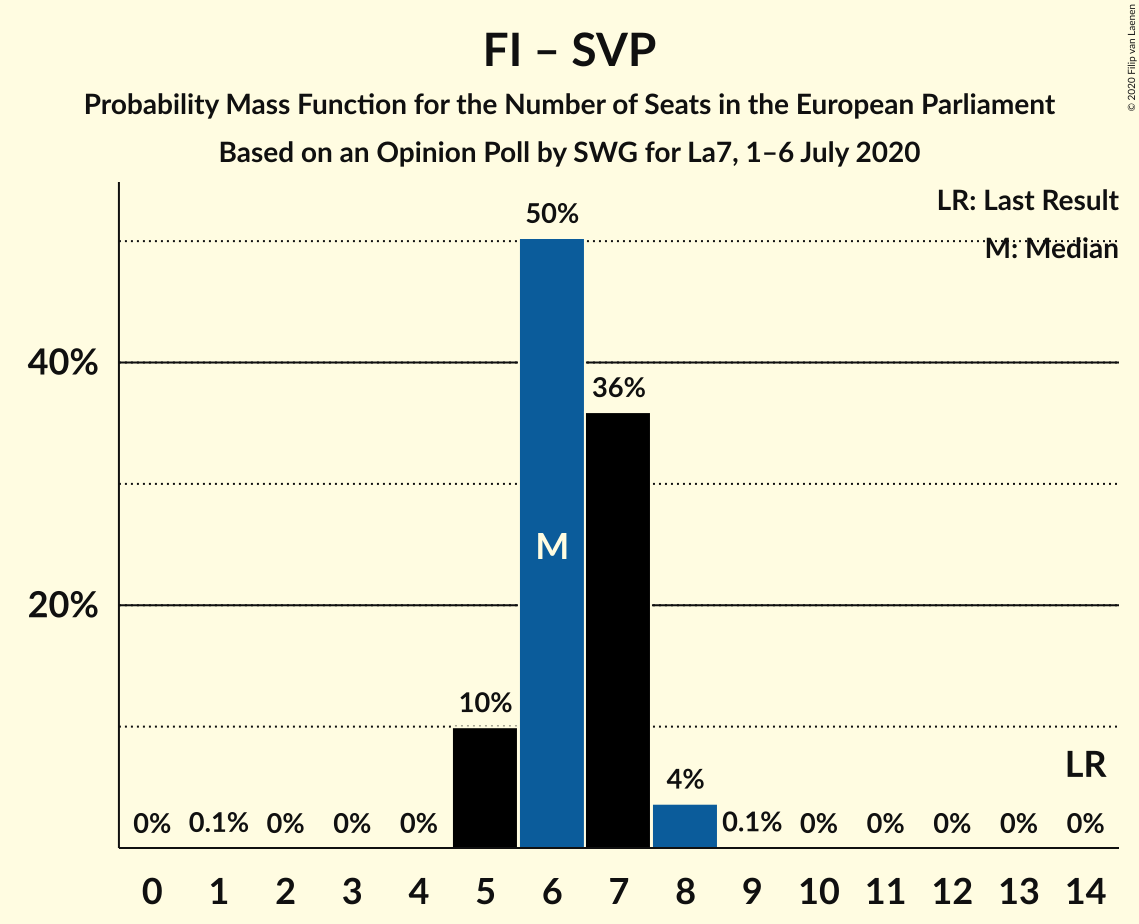 FI – SVP
Probability Mass Function for the Number of Seats in the European Parliament
Based on an Opinion Poll by SWG for La7, 1–6 July 2020
© 2020 Filip van Laenen
LR: Last Result
M: Median
50%
40%
36%
M
20%
10%
LR
4%
0% 0.1% 0% 0% 0% 0.1% 0% 0% 0% 0% 0%
0 1 2 3 4 5 6 7 8 9 10 11 12 13 14